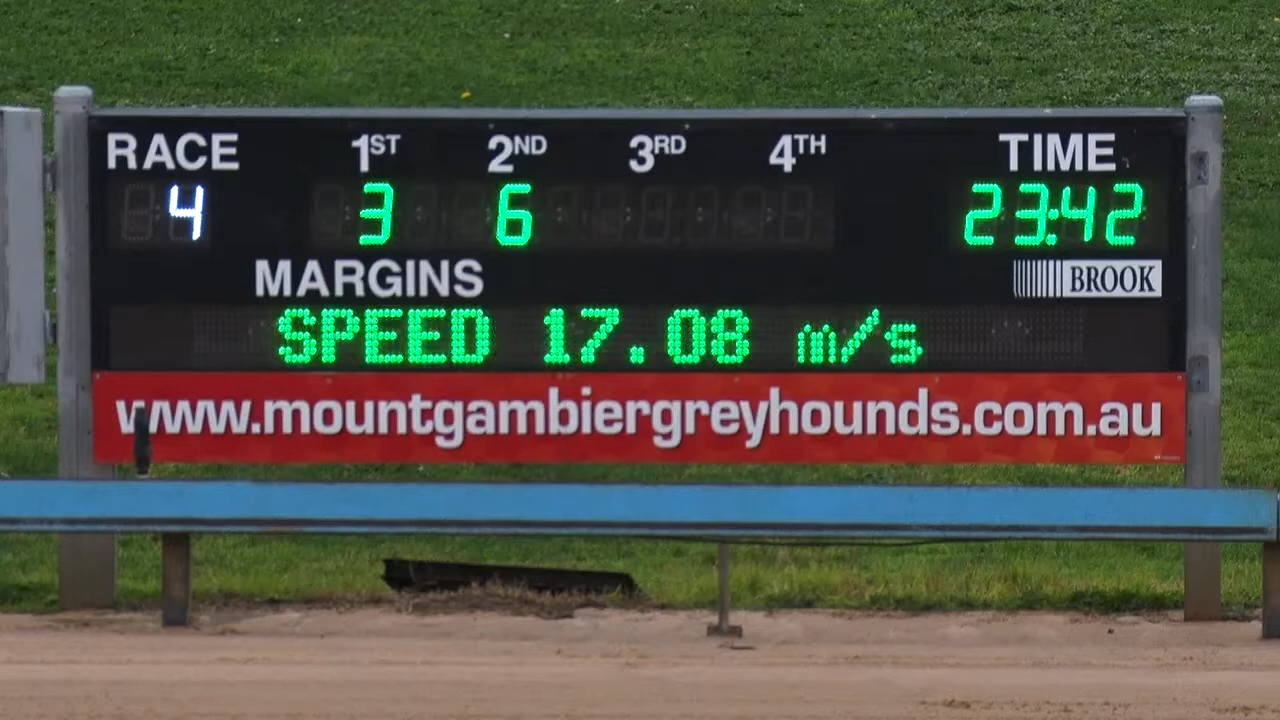 RACE 1ST 2ND 3RD 4TH TIME
4 3 6 23:42
MARGINS BROOK
SPEED 17.08 m/s
www.mountgambiergreyhounds.com.au